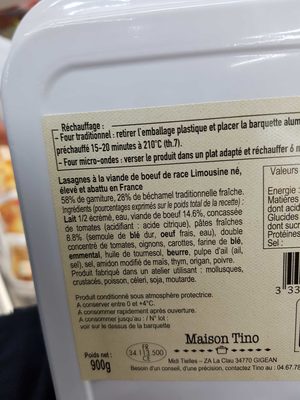 - Réchauffage :
- Four traditionnel : retirer l'emballage plastique et placer la barquette alum
préchauffé 15-20 minutes à 210°C (th.7).
- Four micro-ondes : verser le produit dans un plat adapté et réchauffer 6 m
Lasagnes à la viande de boeuf de race Limousine né,
élevé et abattu en France
58% de garniture, 28% de béchamel traditionnelle fraîche.
Ingrédients (pourcentages exprimés sur le poids total de la recette) :
Lait 1/2 écrémé, eau, viande de boeuf 14.6%, concassée
de tomates (acidifiant : acide citrique), pâtes fraîches
8.8% (semoule de blé dur, oeuf frais, eau), double
concentré de tomates, oignons, carottes, farine de blé,
emmental, huile de tournesol, beurre, pulpe d'ail (ail,
sel), sel, amidon modifié de maïs, thym, origan, poivre.
Produit fabriqué dans un atelier utilisant : mollusques,
crustacés, poisson, céleri, soja, moutarde.
Produit conditionné sous atmosphère protectrice.
A conserver entre 0 et +4°C.
A consommer rapidement après ouverture.
A consommer jusqu'au : / N° lot :
voir sur le dessus de la barquette
Poids net :
900g
FR
34.1 500
CE
Maison Tino
Midi Tielles – ZA La Clau 34770 GIGEAN
Besoin d'un conseil, d'une précision, contactez Tino au : 04.67.78
Valeurs
Energie
Matières
dont acid
Glucides
dont sucr
Protéines
Sel :
3 33